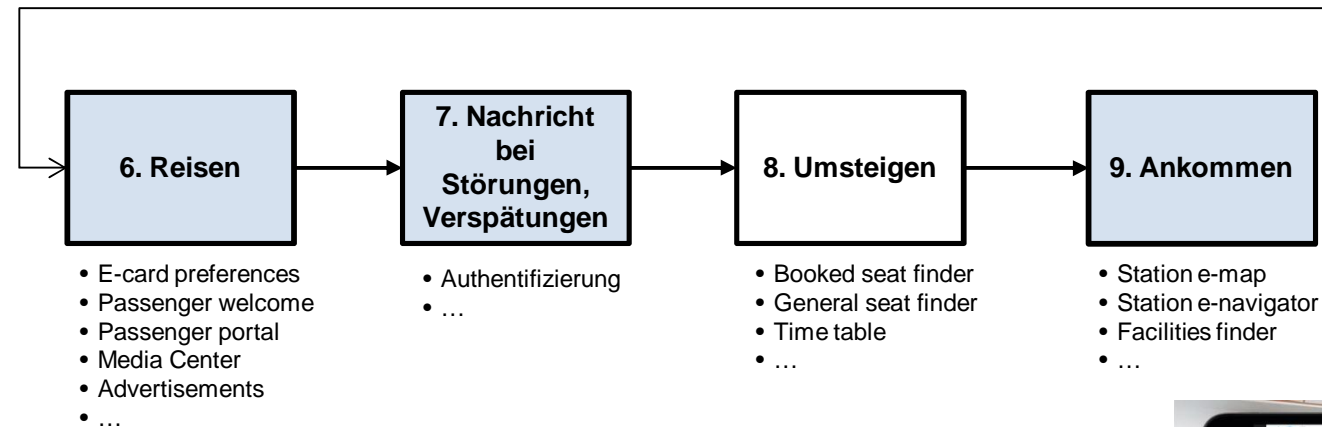 6. Reisen
7. Nachricht
bei
Störungen,
Verspätungen
8. Umsteigen
9. Ankommen
• E-card preferences
• Passenger welcome
• Passenger portal
• Media Center
• Advertisements
• …
• Authentifizierung
• …
• Booked seat finder
• General seat finder
• Time table
• …
• Station e-map
• Station e-navigator
• Facilities finder
• …